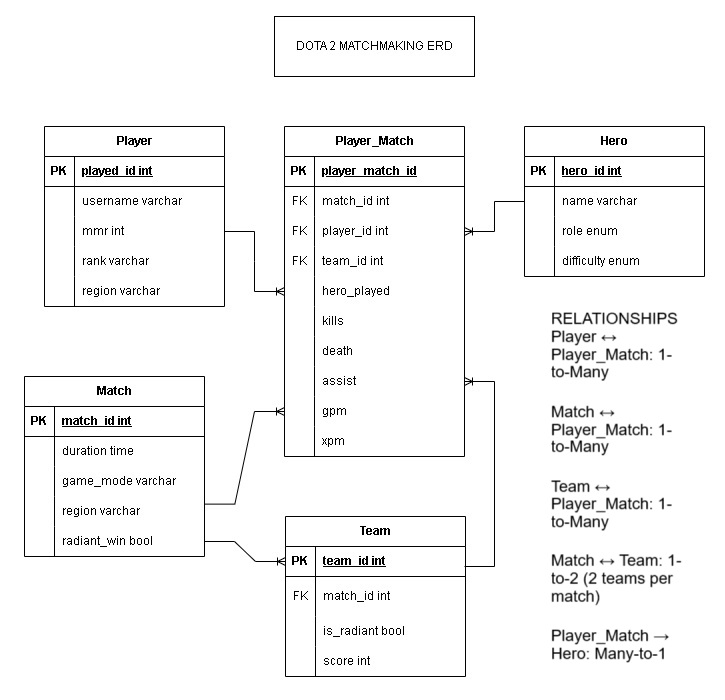 DOTA 2 MATCHMAKING ERD
Player
PK played_id int
username varchar
mmr int
rank varchar
region varchar
Player_Match
PK player_match_id
FK match_id int
FK player_id int
FK team_id int
hero_played
kills
death
assist
gpm
xpm
Hero
PK hero_id int
name varchar
role enum
difficulty enum
Match
PK match_id int
duration time
game_mode varchar
region varchar
radiant_win bool
Team
PK team_id int
FK match_id int
is_radiant bool
score int
RELATIONSHIPS
Player ↔
Player_Match: 1-
to-Many
Match ↔
Player_Match: 1-
to-Many
Team ↔
Player_Match: 1-
to-Many
Match ↔ Team: 1-
to-2 (2 teams per
match)
Player_Match →
Hero: Many-to-1